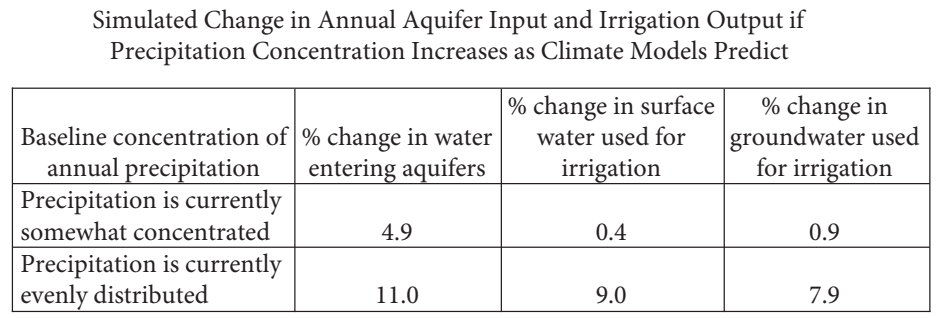 Simulated Change in Annual Aquifer Input and Irrigation Output if
Precipitation Concentration Increases as Climate Models Predict
Baseline concentration of
annual precipitation
% change in water
entering aquifers
% change in surface
water used for
irrigation
% change in
groundwater used
for irrigation
Precipitation is currently
somewhat concentrated
4.9
0.4
0.9
Precipitation is currently
evenly distributed
11.0
9.0
7.9